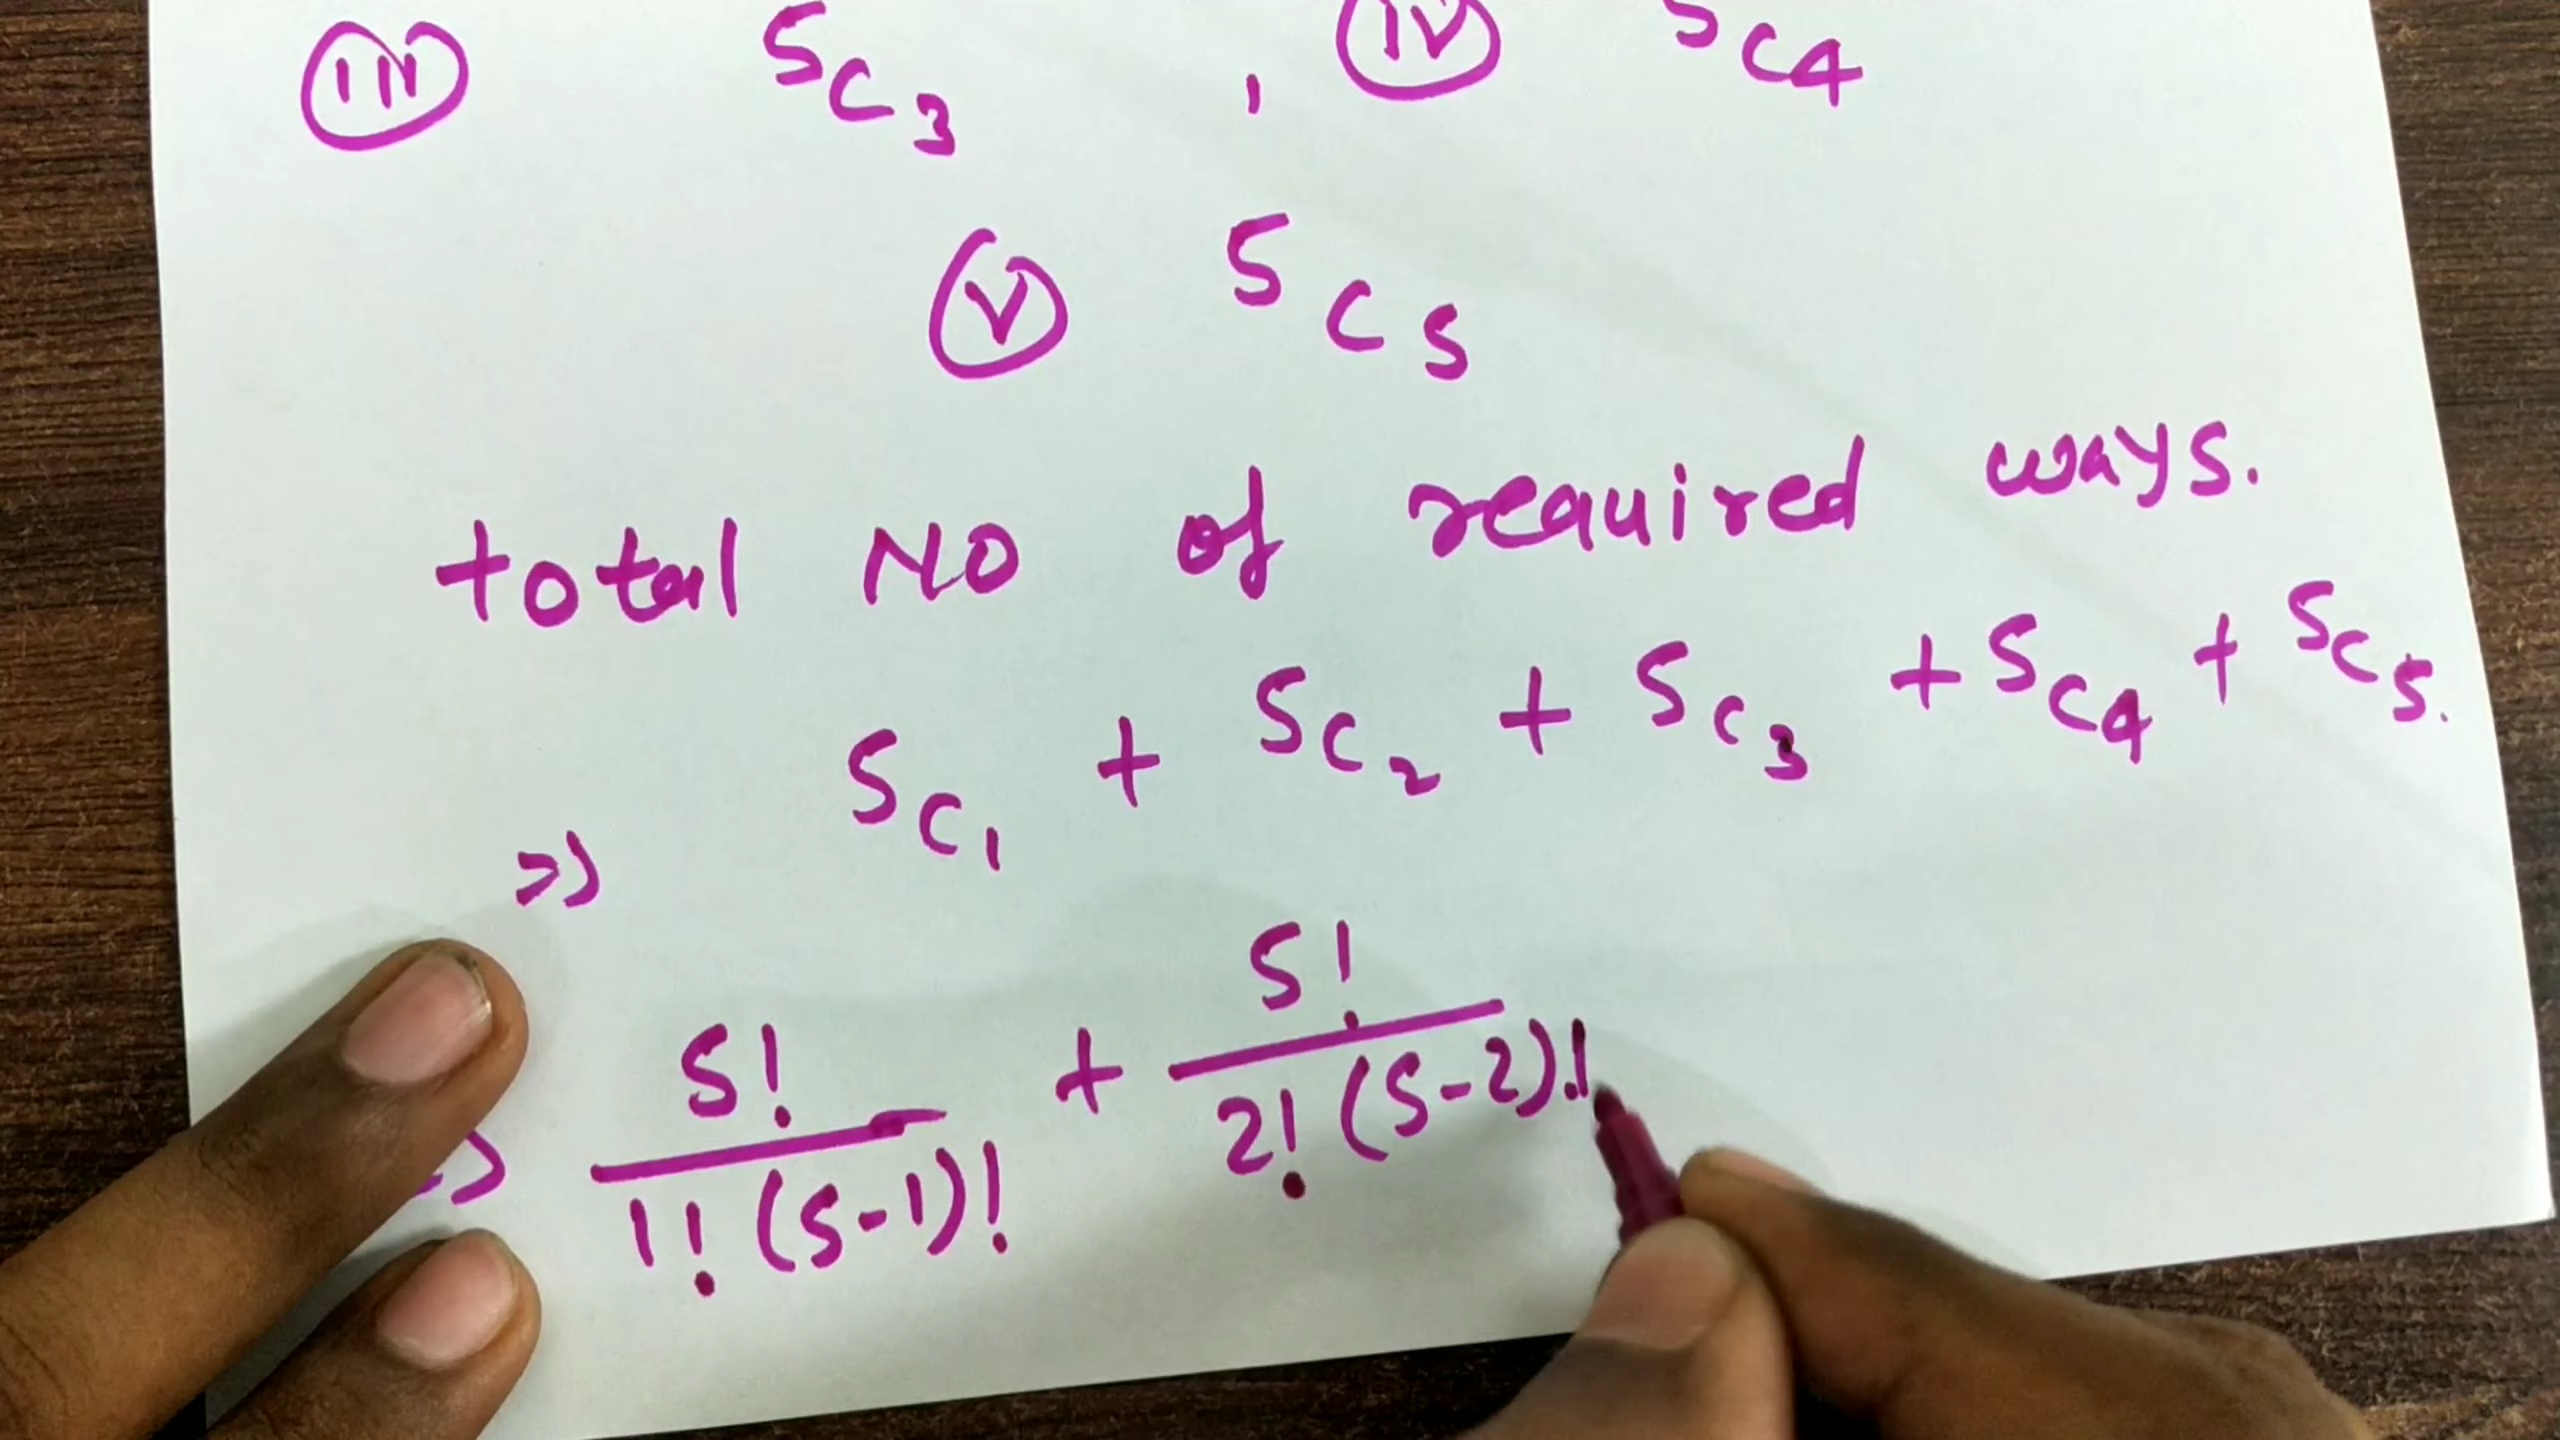 (iii) 5C3 , (iv) 5C4
(v) 5C5
total NO of required ways.
=> 5C1 + 5C2 + 5C3 + 5C4 + 5C5.
=> 5!/1!(5-1)! + 5!/2!(5-2)!